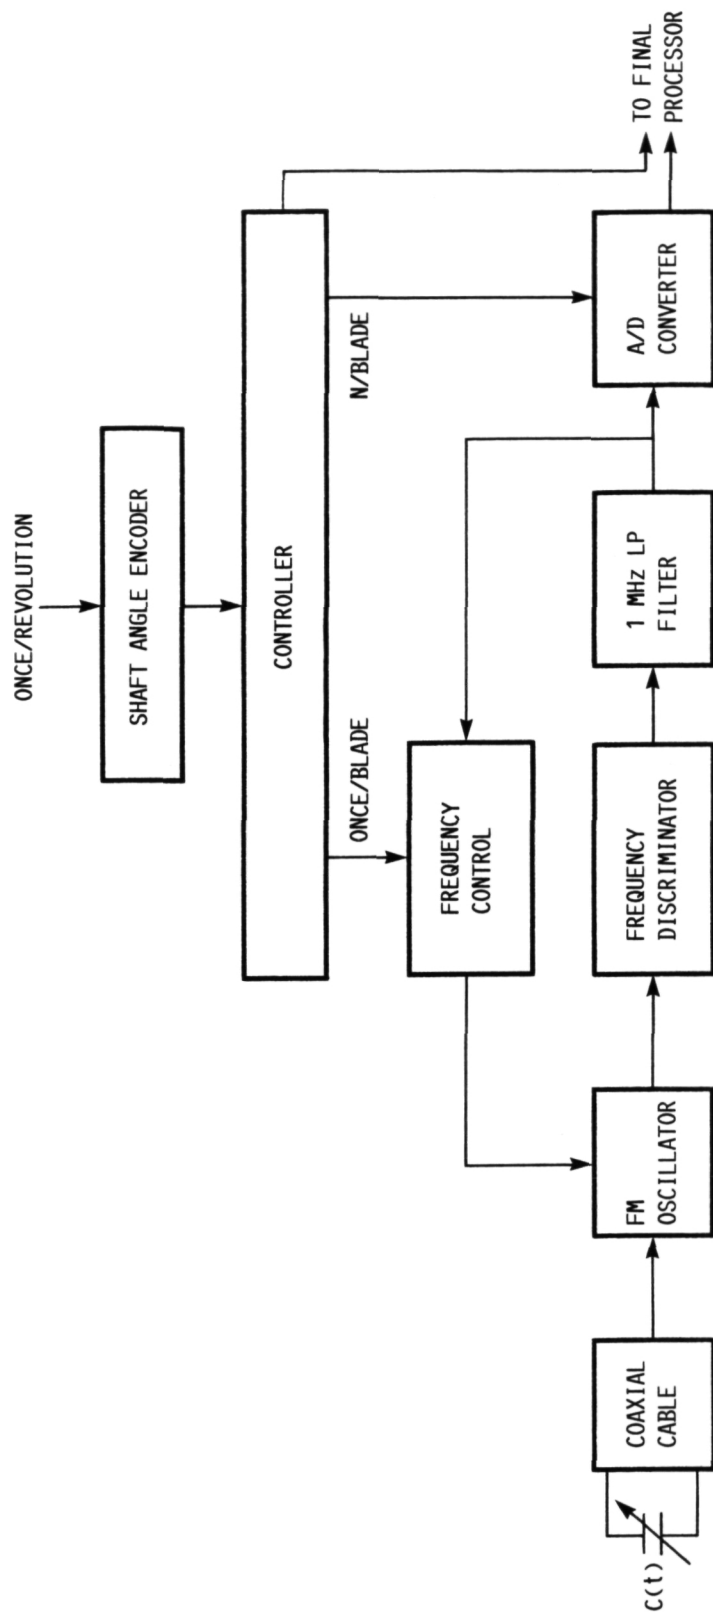 ONCE/REVOLUTION
SHAFT ANGLE ENCODER
CONTROLLER
ONCE/BLADE
N/BLADE
FREQUENCY
CONTROL
TO FINAL
PROCESSOR
C(t)
COAXIAL
CABLE
FM
OSCILLATOR
FREQUENCY
DISCRIMINATOR
1 MHz LP
FILTER
A/D
CONVERTER